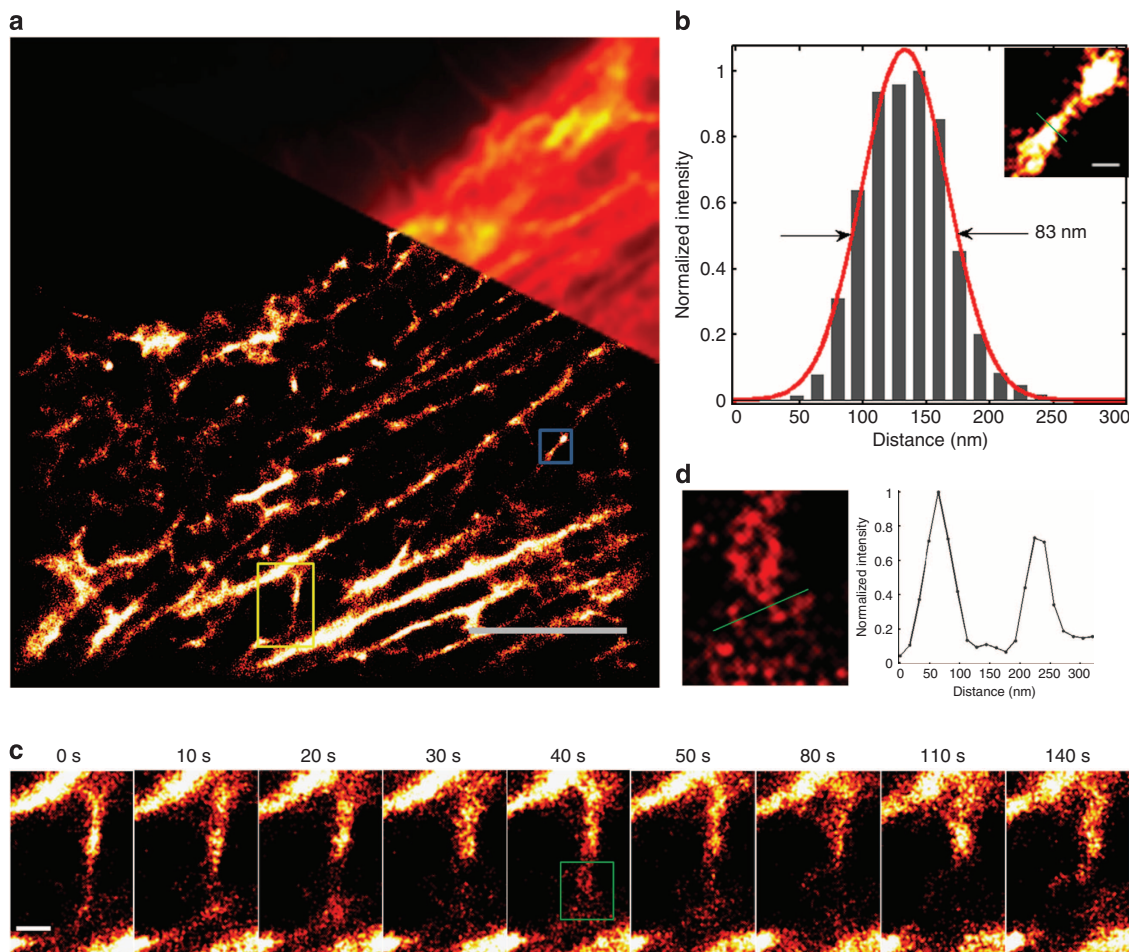 a
b
1
0.8
0.6
0.4
0.2
0
Normalized intensity
83 nm
0 50 100 150 200 250 300
Distance (nm)
d
1
0.8
0.6
0.4
0.2
0
Normalized intensity
0 50 100 150 200 250 300
Distance (nm)
c
0 s 10 s 20 s 30 s 40 s 50 s 80 s 110 s 140 s